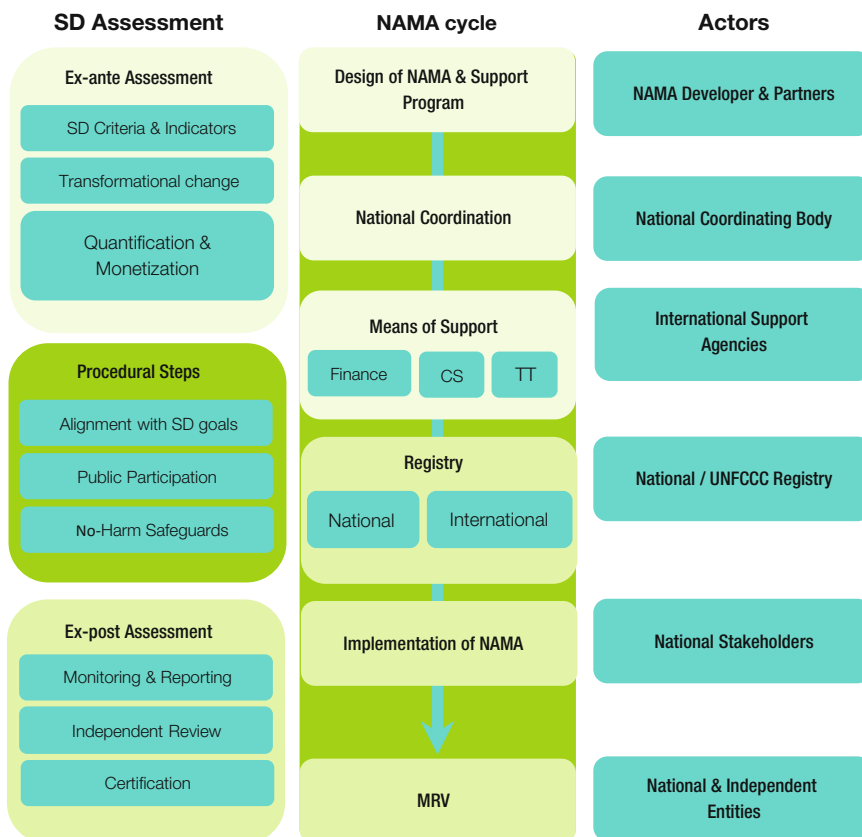 SD Assessment
Ex-ante Assessment
SD Criteria & Indicators
Transformational change
Quantification &
Monetization
Procedural Steps
Alignment with SD goals
Public Participation
No-Harm Safeguards
Ex-post Assessment
Monitoring & Reporting
Independent Review
Certification
NAMA cycle
Design of NAMA & Support
Program
National Coordination
Means of Support
Finance
CS
TT
Registry
National
International
Implementation of NAMA
MRV
Actors
NAMA Developer & Partners
National Coordinating Body
International Support
Agencies
National / UNFCCC Registry
National Stakeholders
National & Independent
Entities